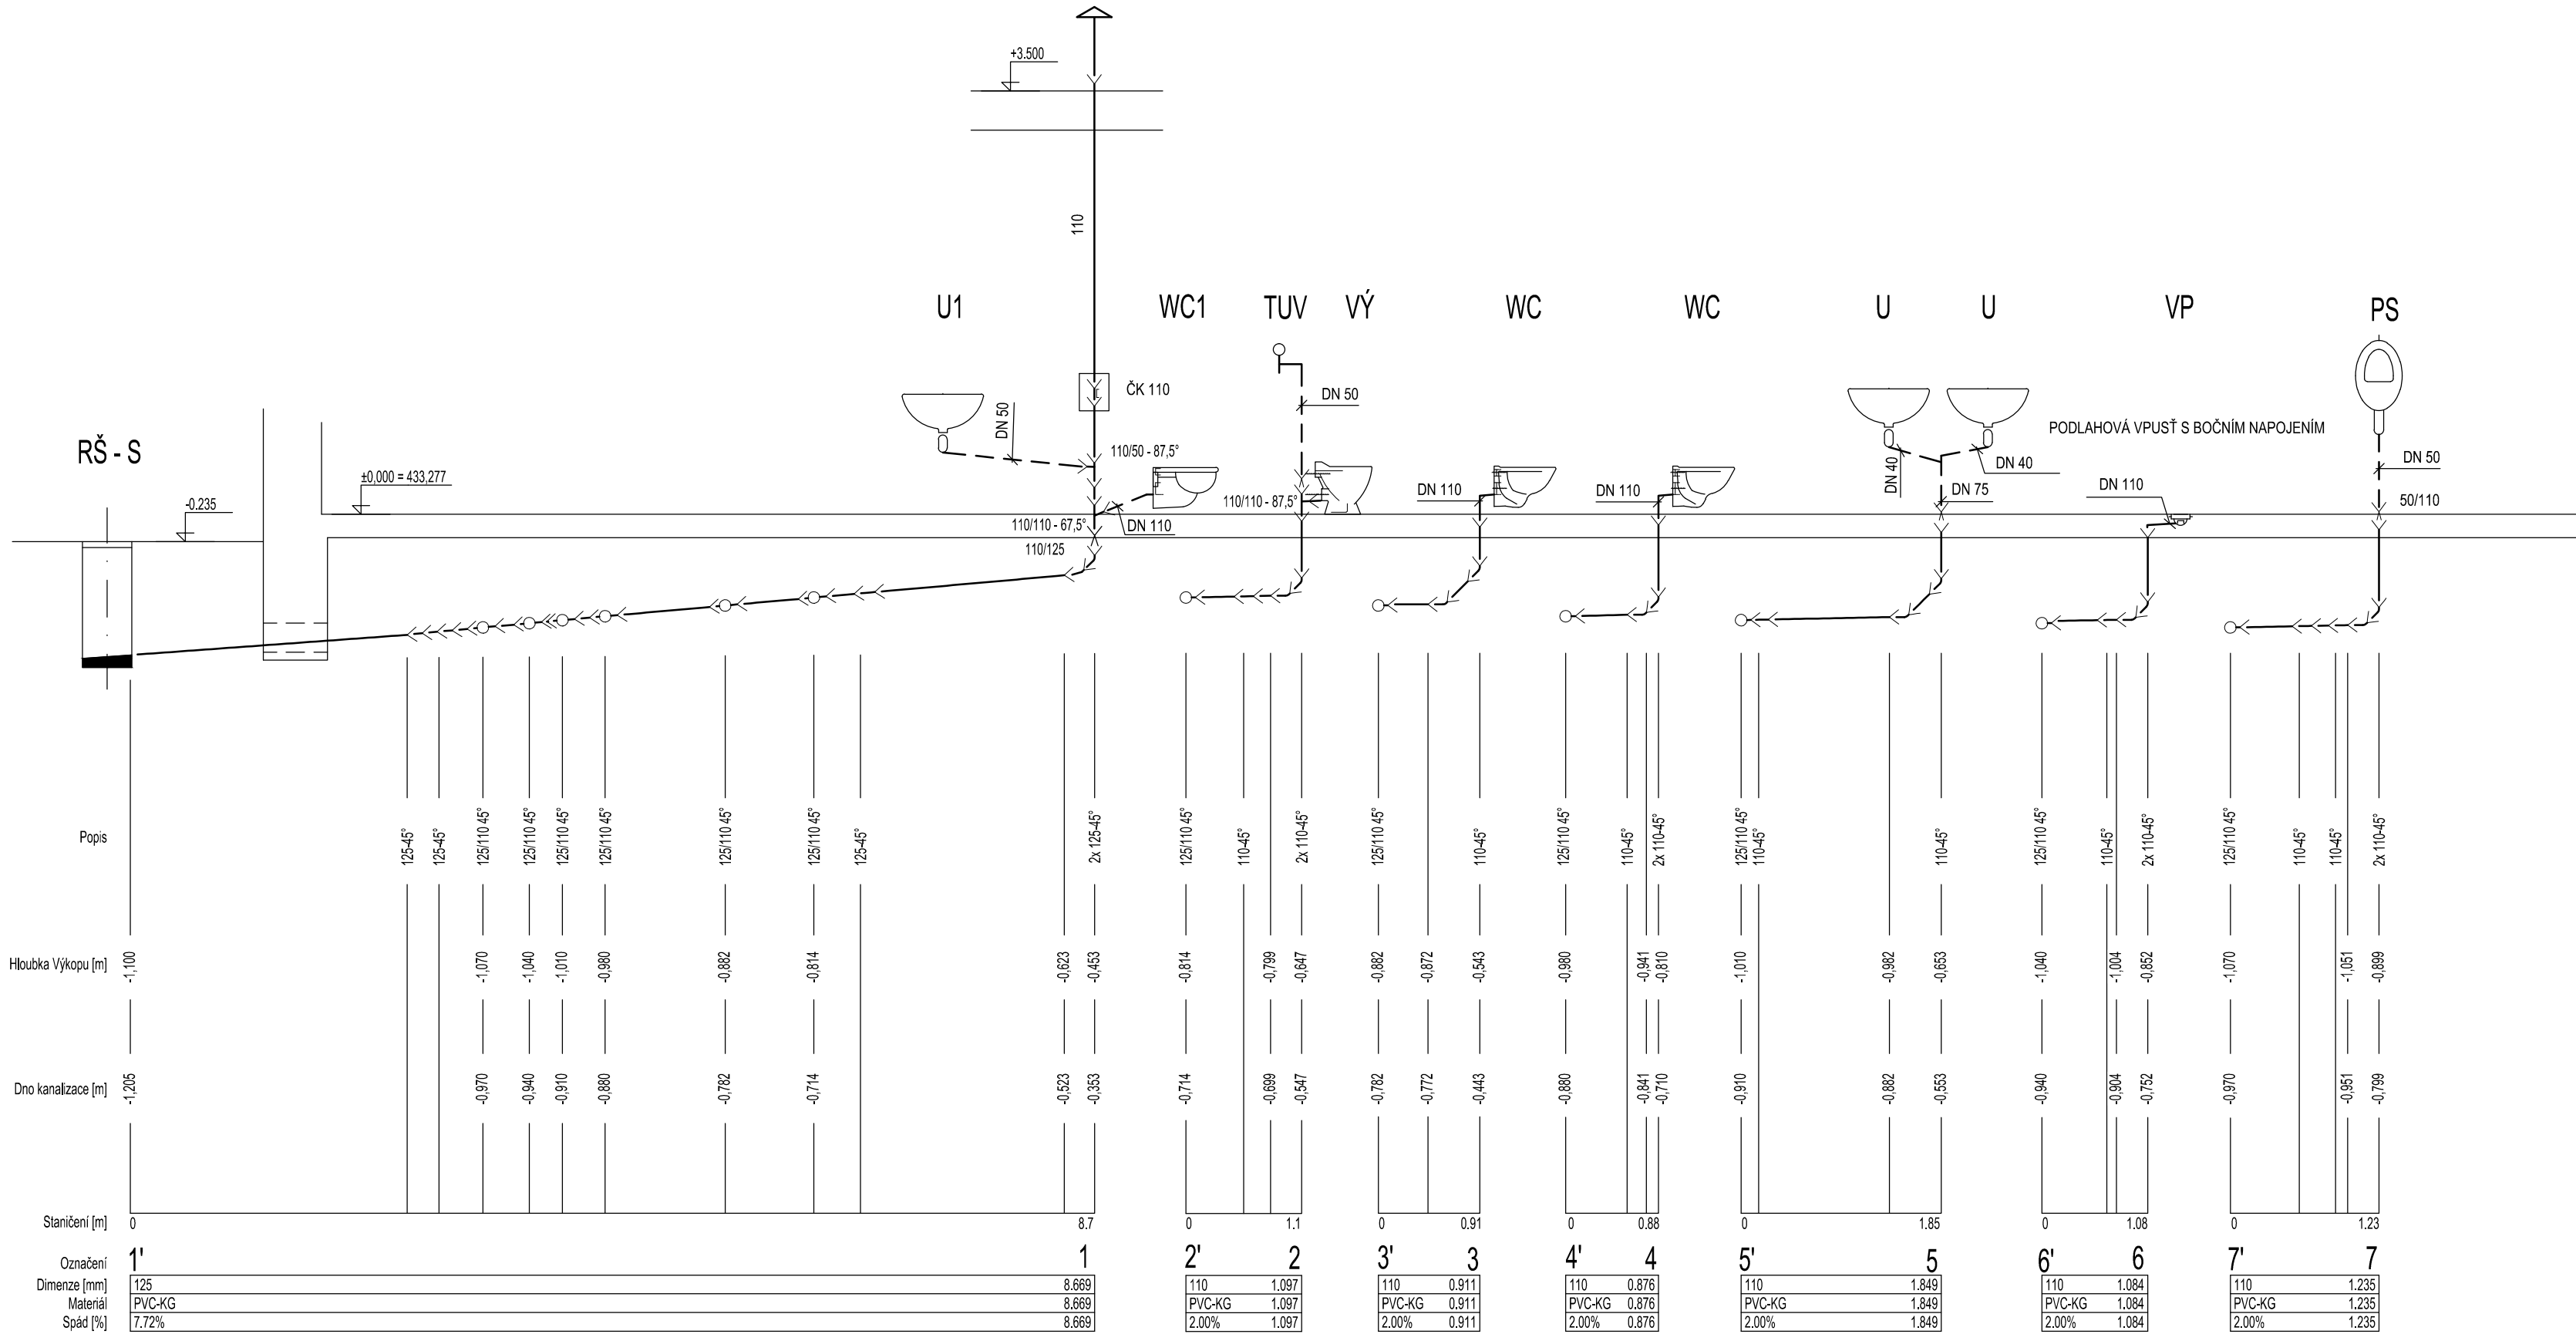 +3.500
110
U1 WC1 TUV VÝ WC WC U U VP PS
ČK 110
DN 50
DN 50
RŠ - S
110/50 - 87,5°
DN 40
DN 40
PODLAHOVÁ VPUSŤ S BOČNÍM NAPOJENÍM
DN 50
±0,000 = 433,277
-0.235
110/110 - 67,5°
DN 110
110/125
110/110 - 87,5°
DN 110
DN 110
DN 75
DN 110
50/110
Popis 125-45° 125-45° 125/110 45° 125/110 45° 125/110 45° 125/110 45° 125/110 45° 125/110 45° 125-45° 2x 125-45° 125/110 45° 110-45° 2x 110-45° 125/110 45° 110-45° 125/110 45° 110-45° 2x 110-45° 125/110 45° 110-45° 110-45° 125/110 45° 110-45° 2x 110-45° 125/110 45° 110-45° 110-45° 2x 110-45°
Hloubka Výkopu [m] -1,100 -1,070 -1,040 -1,010 -0,980 -0,882 -0,814 -0,623 -0,453 -0,814 -0,799 -0,647 -0,882 -0,872 -0,543 -0,980 -0,941 -0,810 -1,010 -0,982 -0,653 -1,040 -1,004 -0,852 -1,070 -1,051 -0,899
Dno kanalizace [m] -1,205 -0,970 -0,940 -0,910 -0,880 -0,782 -0,714 -0,523 -0,353 -0,714 -0,699 -0,547 -0,782 -0,772 -0,443 -0,880 -0,841 -0,710 -0,910 -0,882 -0,553 -0,940 -0,904 -0,752 -0,970 -0,951 -0,799
Staničení [m] 0 8.7 0 1.1 0 0.91 0 0.88 0 1.85 0 1.08 0 1.23
Označení 1' 1 2' 2 3' 3 4' 4 5' 5 6' 6 7' 7
Dimenze [mm] 125 8.669 110 1.097 110 0.911 110 0.876 110 1.849 110 1.084 110 1.235
Materiál PVC-KG 8.669 PVC-KG 1.097 PVC-KG 0.911 PVC-KG 0.876 PVC-KG 1.849 PVC-KG 1.084 PVC-KG 1.235
Spád [%] 7.72% 8.669 2.00% 1.097 2.00% 0.911 2.00% 0.876 2.00% 1.849 2.00% 1.084 2.00% 1.235